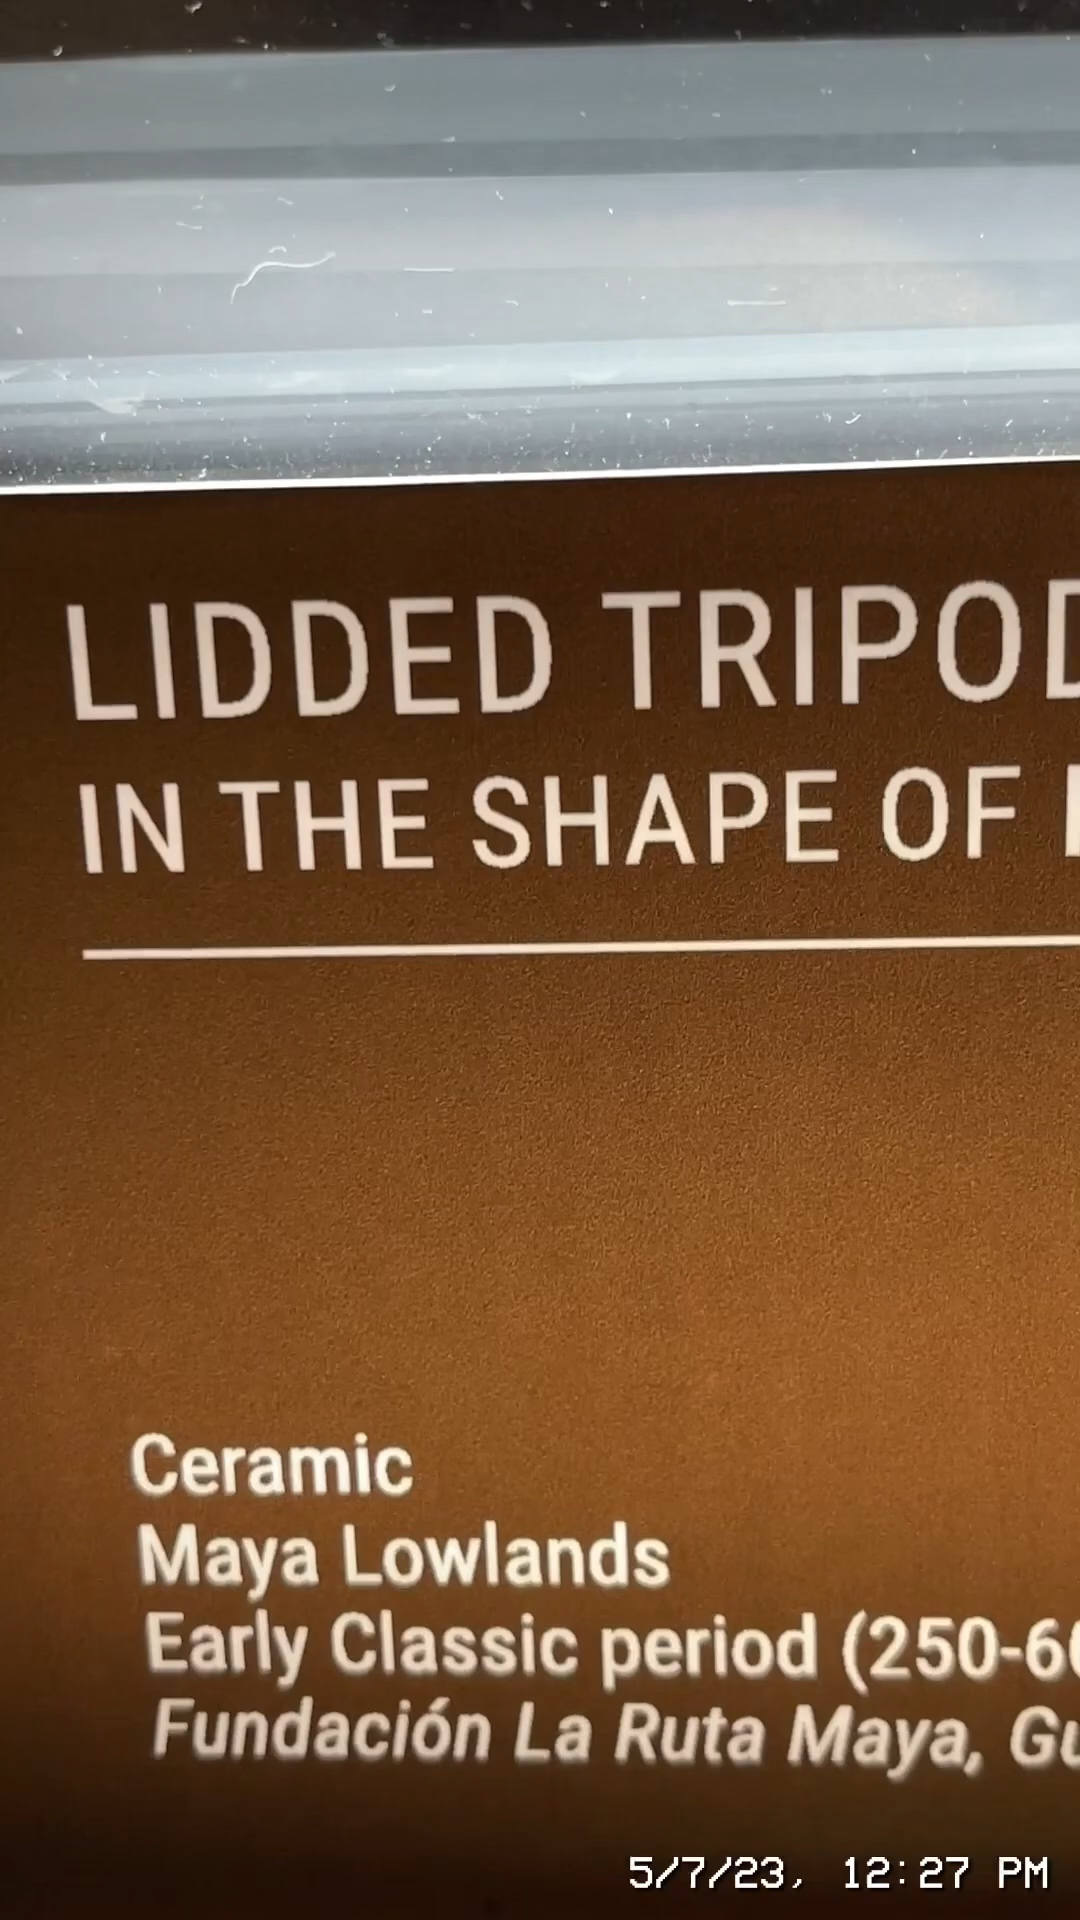 LIDDED TRIPOD
IN THE SHAPE OF
Ceramic
Maya Lowlands
Early Classic period (250-60
Fundación La Ruta Maya, Gu
5/7/23, 12:27 PM